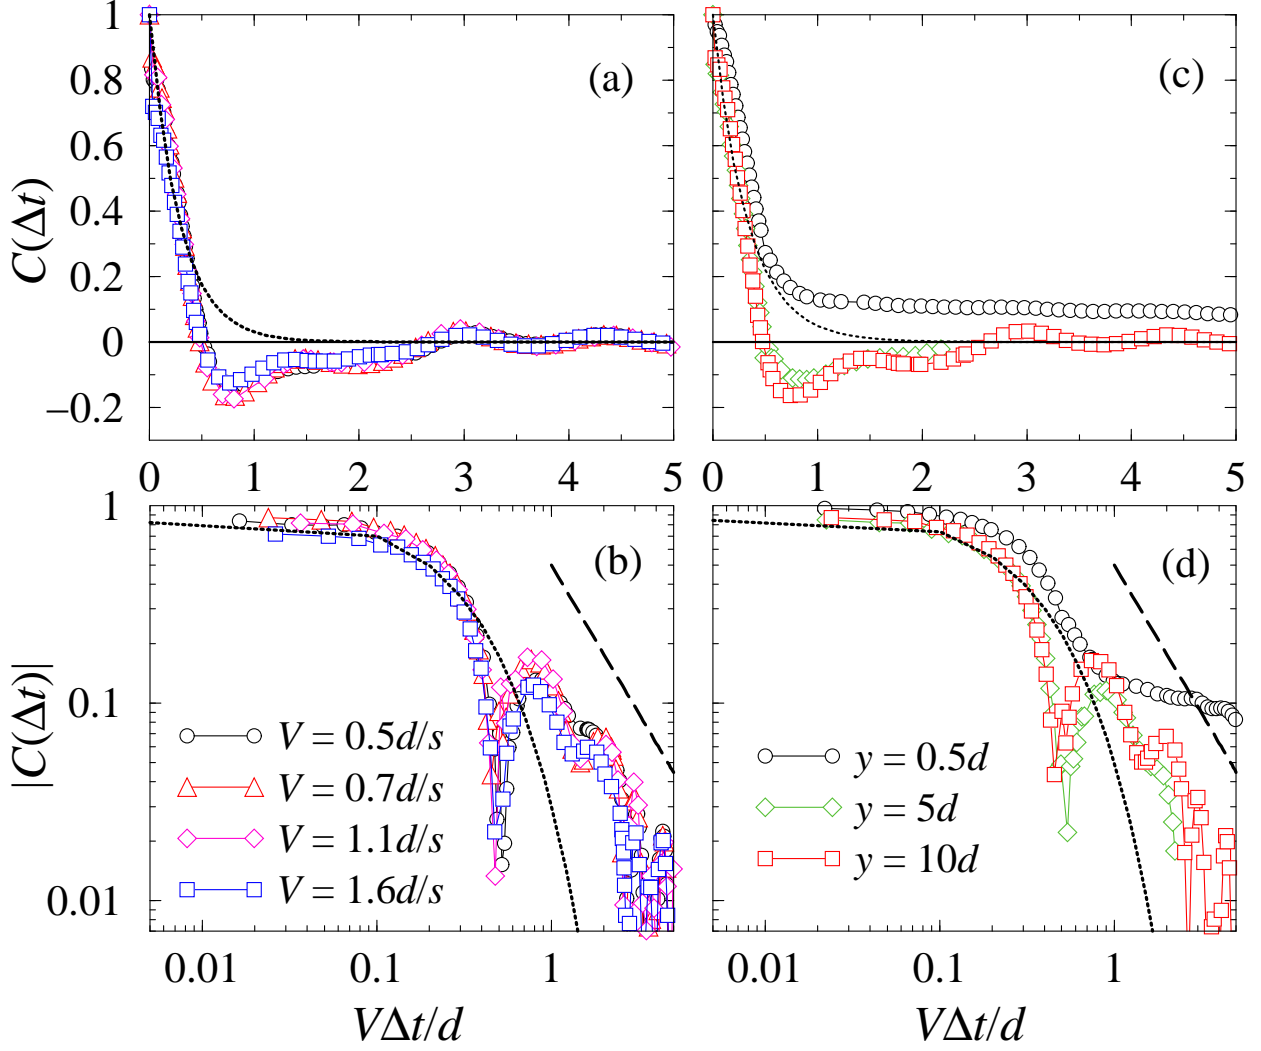 1
0.8
0.6
0.4
0.2
0
−0.2
C(Δt)
(a)
0 1 2 3 4 5
(c)
0 1 2 3 4 5
1
0.1
0.01
|C(Δt)|
(b)
V = 0.5d/s
V = 0.7d/s
V = 1.1d/s
V = 1.6d/s
0.01 0.1 1
VΔt/d
(d)
y = 0.5d
y = 5d
y = 10d
0.01 0.1 1
VΔt/d